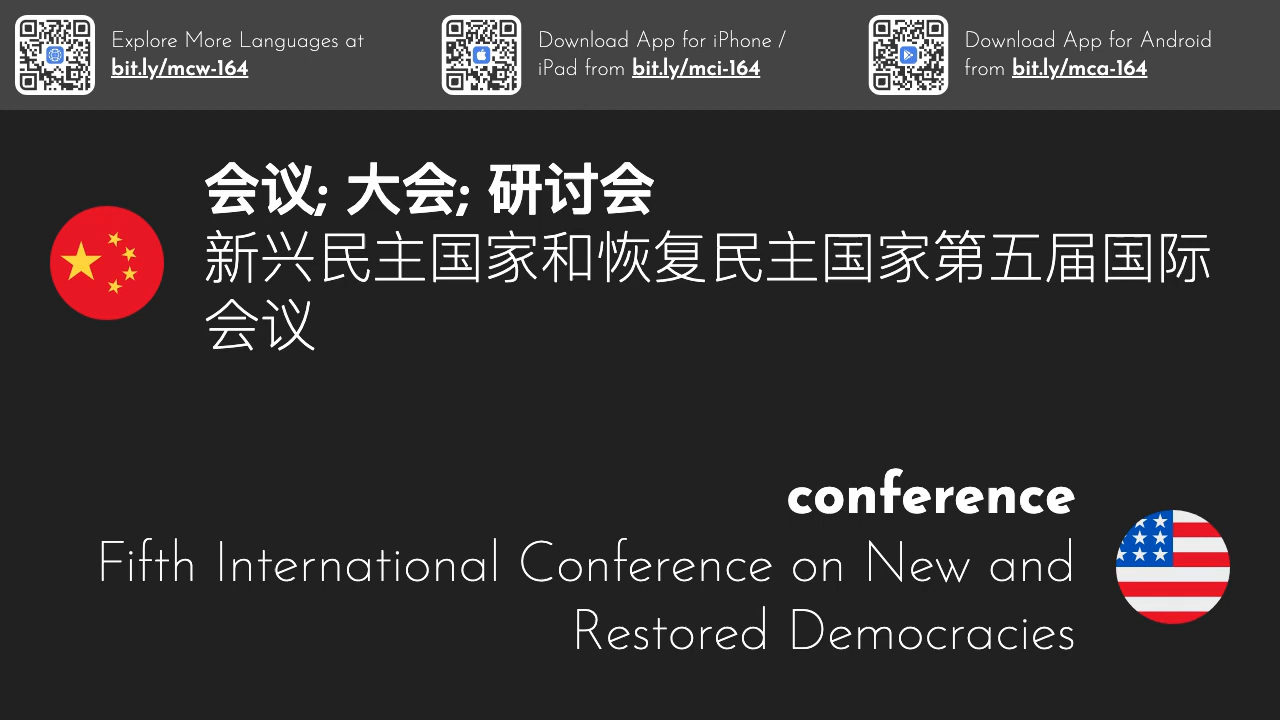 Explore More Languages at
bit.ly/mcw-164
Download App for iPhone /
iPad from bit.ly/mci-164
Download App for Android
from bit.ly/mca-164
会议; 大会; 研讨会
新兴民主国家和恢复民主国家第五届国际
会议
conference
Fifth International Conference on New and
Restored Democracies